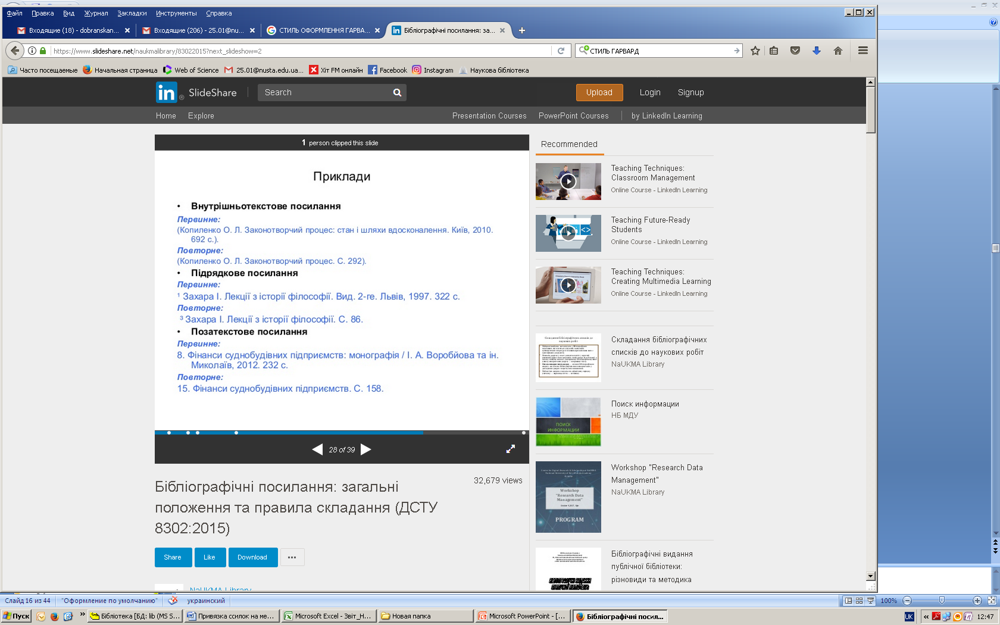 Файл Правка Вид Журнал Закладки Инструменты Справка
Входящие (18) - dobranskan...
Входящие (206) - 25.01@nu...
СТИЛЬ ОФОРМЛЕННЯ ГАРВА...
Бібліографічні посилання: за...
https://www.slideshare.net/naukmalibrary/83022015?next_slideshow=2
СТИЛЬ ГАРВАРД
Часто посещаемые Начальная страница Web of Science 25.01@nusta.edu.ua... Хіт FM онлайн Facebook Instagram Наукова бібліотека
in SlideShare
Search
Upload
Login
Signup
Home Explore
Presentation Courses PowerPoint Courses by LinkedIn Learning
1 person clipped this slide
Приклади
• Внутрішньотекстове посилання
Первинне:
(Копиленко О. Л. Законотворчий процес: стан і шляхи вдосконалення. Київ, 2010.
692 с.).
Повторне:
(Копиленко О. Л. Законотворчий процес. С. 292).
• Підрядкове посилання
Первинне:
¹ Захара І. Лекції з історії філософії. Вид. 2-ге. Львів, 1997. 322 с.
Повторне:
³ Захара І. Лекції з історії філософії. С. 86.
• Позатекстове посилання
Первинне:
8. Фінанси суднобудівних підприємств: монографія / І. А. Воробйова та ін.
Миколаїв, 2012. 232 с.
Повторне:
15. Фінанси суднобудівних підприємств. С. 158.
28 of 39
Бібліографічні посилання: загальні
положення та правила складання (ДСТУ
8302:2015)
32,679 views
Share
Like
Download
NaUKMA Library
Recommended
Teaching Techniques:
Classroom Management
Online Course - LinkedIn Learning
Teaching Future-Ready
Students
Online Course - LinkedIn Learning
Teaching Techniques:
Creating Multimedia Learning
Online Course - LinkedIn Learning
Складання бібліографічних
списків до наукових робіт
NaUKMA Library
ПОИСК
ИНФОРМАЦИИ
Поиск информации
НБ МДУ
Workshop
"Research Data
Management"
PROGRAM
Workshop "Research Data
Management"
NaUKMA Library
Бібліографічні видання
публічної бібліотеки:
різновиди та методика
Слайд 16 из 44 "Оформление по умолчанию" украинский
100%
Пуск
Бібліотека [БД: lib (MS S...
Привязка ссилок на ме...
Microsoft Excel - Звіт_Н...
Новая папка
Microsoft PowerPoint - [...
Бібліографічні посил...
UK
12:47